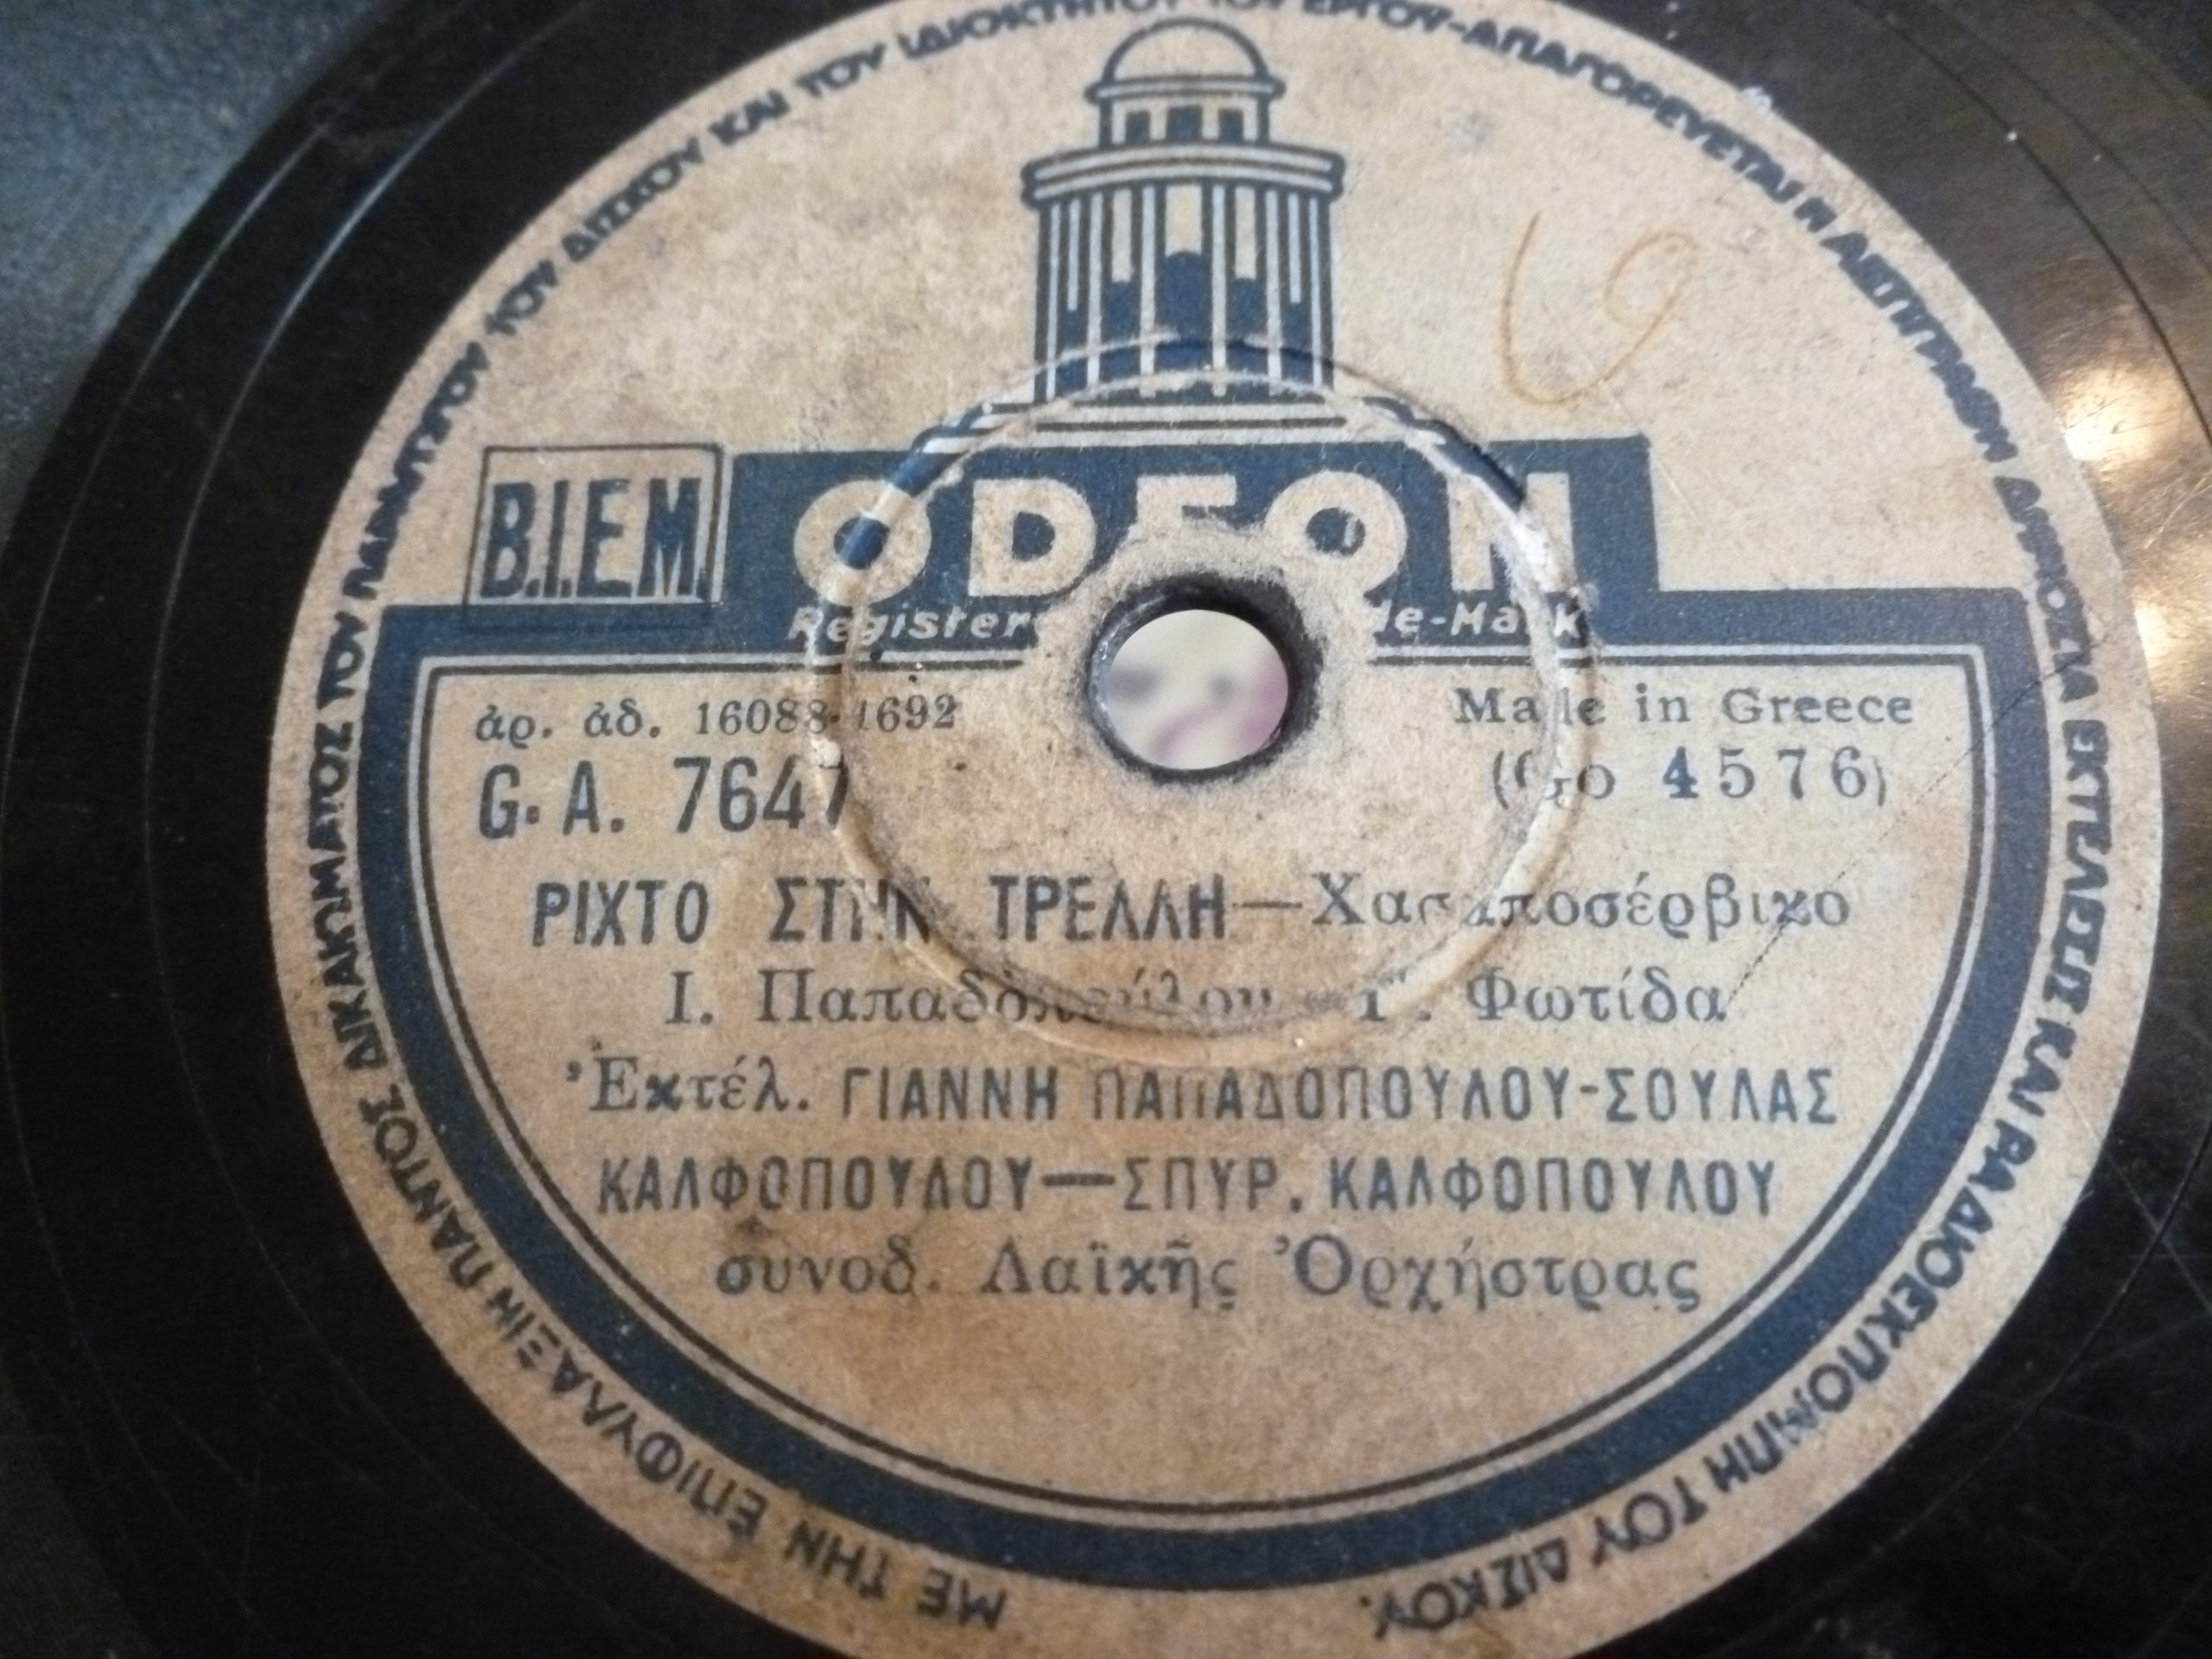 ΜΕ ΤΗΝ ΕΠΙΦΥΛΑΞΙΝ ΠΑΝΤΟΣ ΔΙΚΑΙΩΜΑΤΟΣ ΤΟΥ ΠΑΡΑΓΩΓΟΥ ΤΟΥ ΔΙΣΚΟΥ ΚΑΙ ΤΟΥ ΙΔΙΟΚΤΗΤΟΥ ΤΟΥ ΕΡΓΟΥ-ΑΠΑΓΟΡΕΥΕΤΑΙ Η ΑΝΤΙΓΡΑΦΗ ΔΗΜΟΣΙΑ ΕΚΤΕΛΕΣΙΣ ΚΑΙ ΡΑΔΙΟΕΚΠΟΜΠΗ ΤΟΥ ΔΙΣΚΟΥ.
B.I.E.M. ODEON
ἀρ. ἀδ. 16088-1692 Made in Greece
G. A. 7647 (Go 4576)
ΡΙΧΤΟ ΣΤΗΝ ΤΡΕΛΛΗ—Χασαποσέρβικο
Ι. Παπαδοπούλου - Γ. Φωτίδα
Ἐκτέλ. ΓΙΑΝΝΗ ΠΑΠΑΔΟΠΟΥΛΟΥ-ΣΟΥΛΑΣ
ΚΑΛΦΟΠΟΥΛΟΥ—ΣΠΥΡ. ΚΑΛΦΟΠΟΥΛΟΥ
συνοδ. Λαϊκῆς Ὀρχήστρας